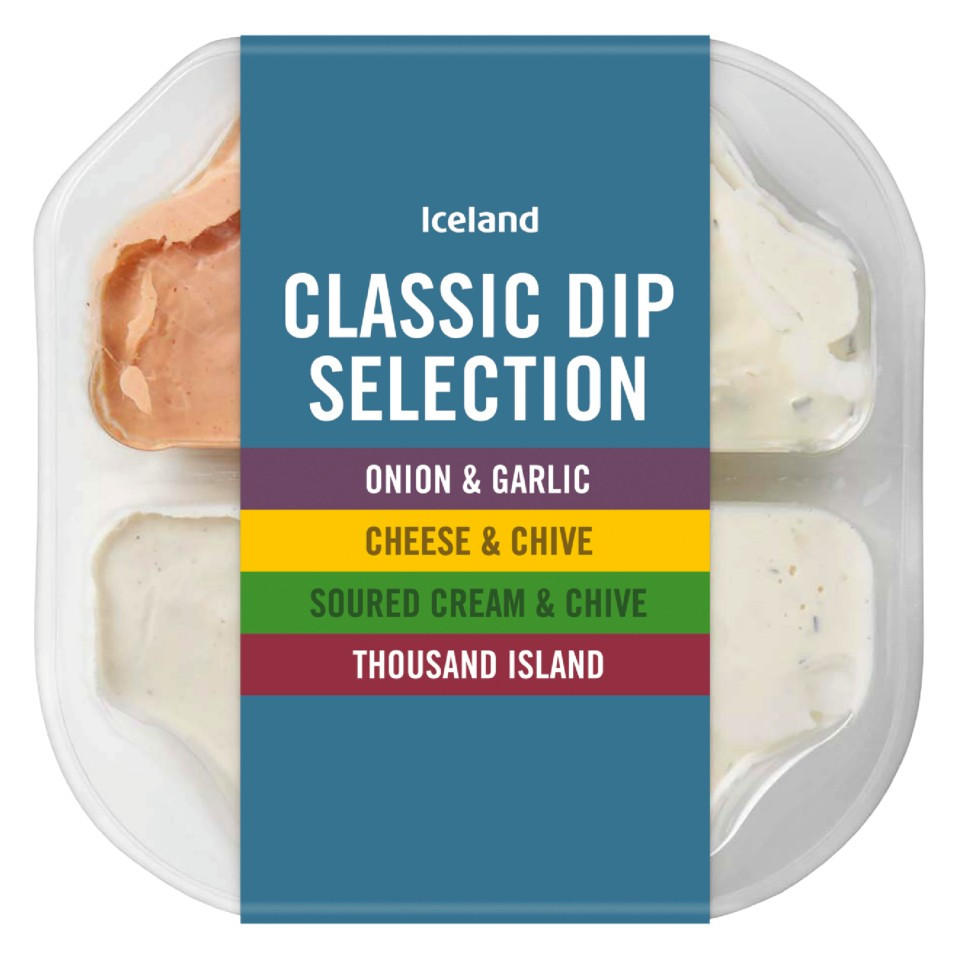 Iceland
CLASSIC DIP
SELECTION
ONION & GARLIC
CHEESE & CHIVE
SOURED CREAM & CHIVE
THOUSAND ISLAND